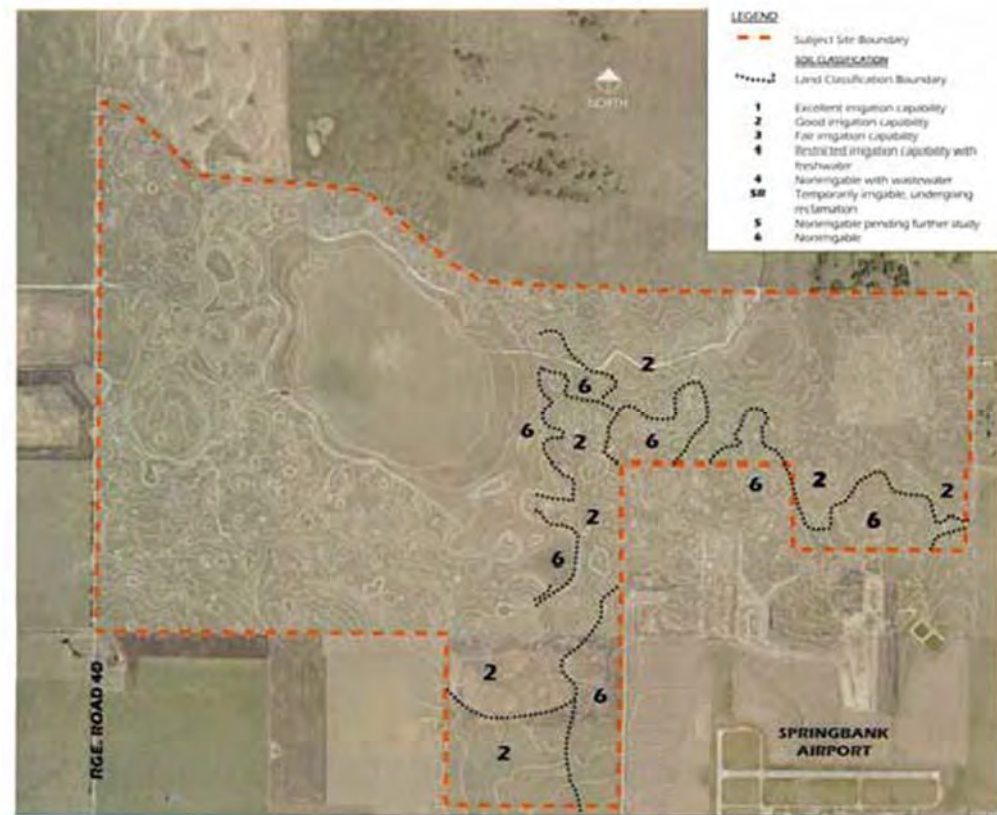 LEGEND
Subject Site Boundary
SOIL CLASSIFICATION
Land Classification Boundary
1 Excellent irrigation capability
2 Good irrigation capability
3 Fair irrigation capability
4 Restricted irrigation capability with
freshwater
4 Nonirrigable with wastewater
5R Temporarily irrigable, undergoing
reclamation
5 Nonirrigable pending further study
6 Nonirrigable
NORTH
2
6
6
2
6
6
2
2
2
6
6
2
6
2
RGE. ROAD 40
SPRINGBANK
AIRPORT